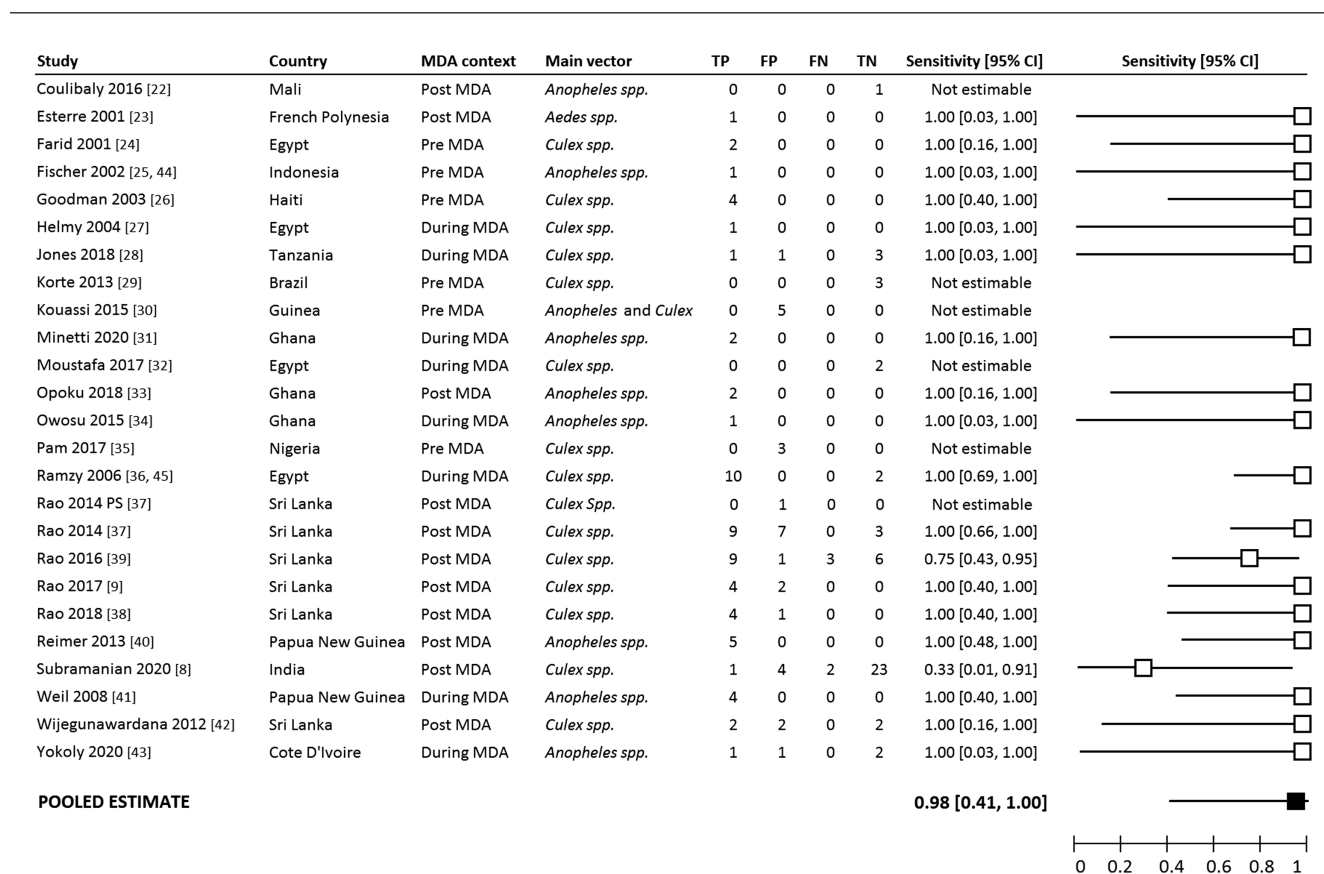 Study Country MDA context Main vector TP FP FN TN Sensitivity [95% CI] Sensitivity [95% CI]
Coulibaly 2016 [22] Mali Post MDA Anopheles spp. 0 0 0 1 Not estimable
Esterre 2001 [23] French Polynesia Post MDA Aedes spp. 1 0 0 0 1.00 [0.03, 1.00]
Farid 2001 [24] Egypt Pre MDA Culex spp. 2 0 0 0 1.00 [0.16, 1.00]
Fischer 2002 [25, 44] Indonesia Pre MDA Anopheles spp. 1 0 0 0 1.00 [0.03, 1.00]
Goodman 2003 [26] Haiti Pre MDA Culex spp. 4 0 0 0 1.00 [0.40, 1.00]
Helmy 2004 [27] Egypt During MDA Culex spp. 1 0 0 0 1.00 [0.03, 1.00]
Jones 2018 [28] Tanzania During MDA Culex spp. 1 1 0 3 1.00 [0.03, 1.00]
Korte 2013 [29] Brazil Pre MDA Culex spp. 0 0 0 3 Not estimable
Kouassi 2015 [30] Guinea Pre MDA Anopheles and Culex 0 5 0 0 Not estimable
Minetti 2020 [31] Ghana During MDA Anopheles spp. 2 0 0 0 1.00 [0.16, 1.00]
Moustafa 2017 [32] Egypt During MDA Culex spp. 0 0 0 2 Not estimable
Opoku 2018 [33] Ghana Post MDA Anopheles spp. 2 0 0 0 1.00 [0.16, 1.00]
Owosu 2015 [34] Ghana During MDA Anopheles spp. 1 0 0 0 1.00 [0.03, 1.00]
Pam 2017 [35] Nigeria Pre MDA Culex spp. 0 3 0 0 Not estimable
Ramzy 2006 [36, 45] Egypt During MDA Culex spp. 10 0 0 2 1.00 [0.69, 1.00]
Rao 2014 PS [37] Sri Lanka Post MDA Culex Spp. 0 1 0 0 Not estimable
Rao 2014 [37] Sri Lanka Post MDA Culex spp. 9 7 0 3 1.00 [0.66, 1.00]
Rao 2016 [39] Sri Lanka Post MDA Culex spp. 9 1 3 6 0.75 [0.43, 0.95]
Rao 2017 [9] Sri Lanka Post MDA Culex spp. 4 2 0 0 1.00 [0.40, 1.00]
Rao 2018 [38] Sri Lanka Post MDA Culex spp. 4 1 0 0 1.00 [0.40, 1.00]
Reimer 2013 [40] Papua New Guinea Post MDA Anopheles spp. 5 0 0 0 1.00 [0.48, 1.00]
Subramanian 2020 [8] India Post MDA Culex spp. 1 4 2 23 0.33 [0.01, 0.91]
Weil 2008 [41] Papua New Guinea During MDA Anopheles spp. 4 0 0 0 1.00 [0.40, 1.00]
Wijegunawardana 2012 [42] Sri Lanka Post MDA Culex spp. 2 2 0 2 1.00 [0.16, 1.00]
Yokoly 2020 [43] Cote D'Ivoire During MDA Anopheles spp. 1 1 0 2 1.00 [0.03, 1.00]
POOLED ESTIMATE 0.98 [0.41, 1.00]
0 0.2 0.4 0.6 0.8 1